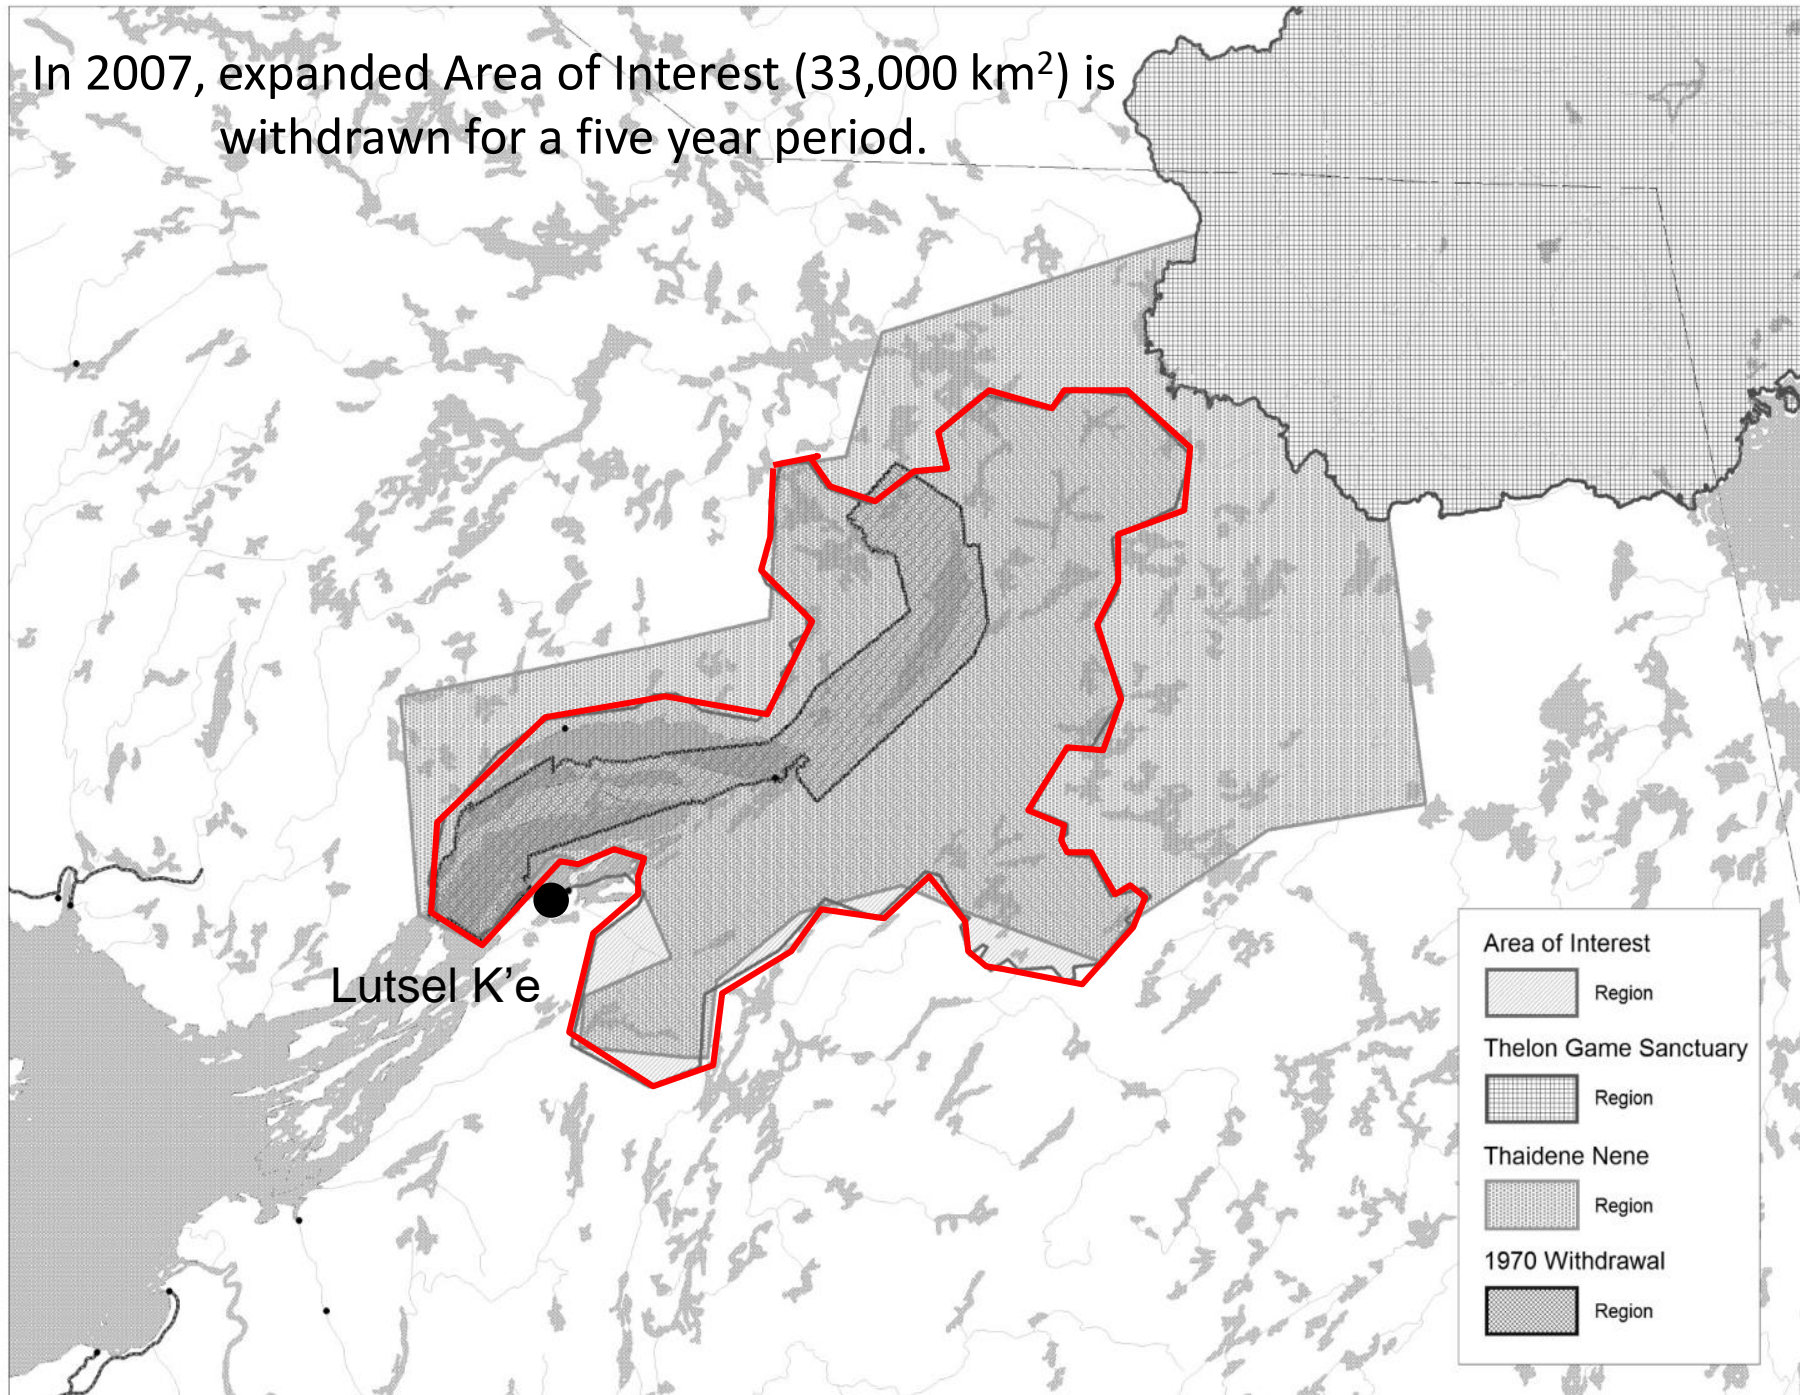 In 2007, expanded Area of Interest (33,000 km²) is
withdrawn for a five year period.
Lutsel K’e
Area of Interest
Region
Thelon Game Sanctuary
Region
Thaidene Nene
Region
1970 Withdrawal
Region